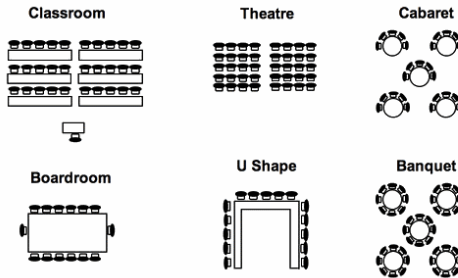 Classroom
Theatre
Cabaret
Boardroom
U Shape
Banquet